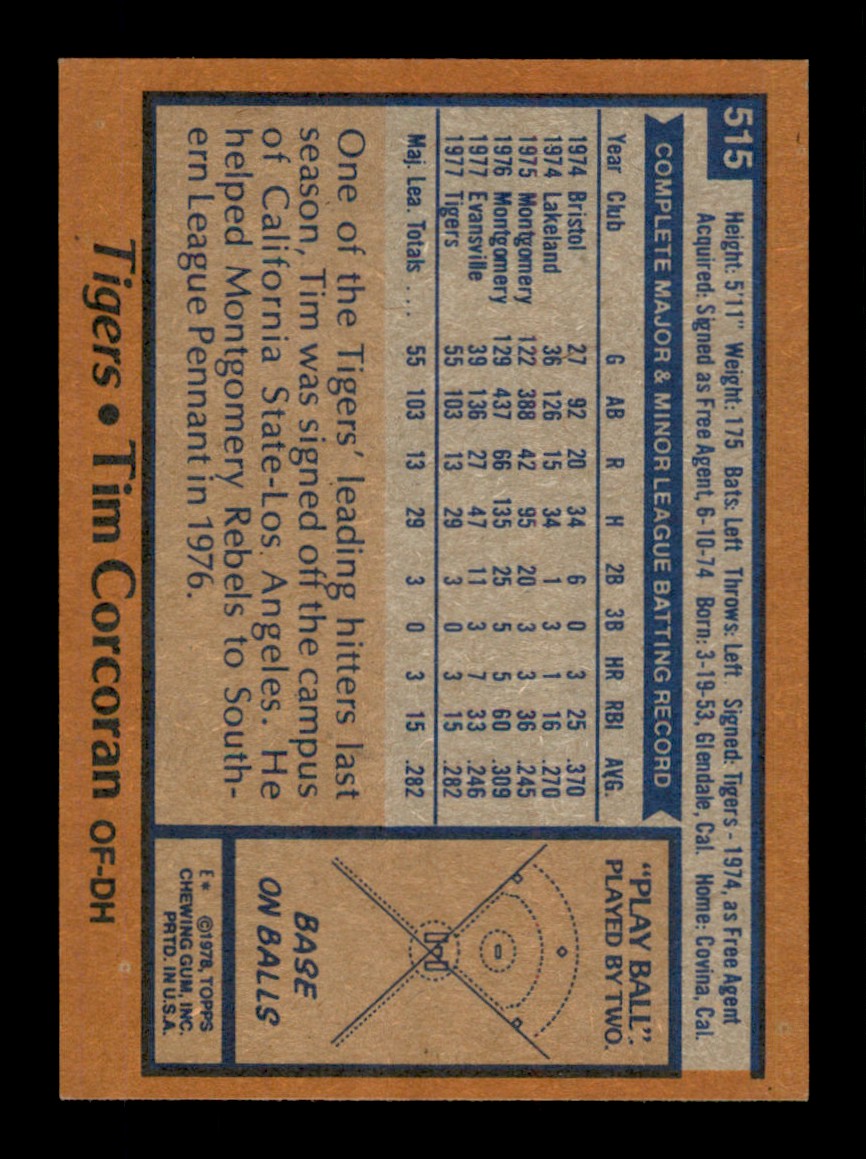 515
Height: 5'11" Weight: 175 Bats: Left Throws: Left Signed: Tigers - 1974, as Free Agent
Acquired: Signed as Free Agent, 6-10-74 Born: 3-19-53, Glendale, Cal. Home: Covina, Cal.
COMPLETE MAJOR & MINOR LEAGUE BATTING RECORD
Year Club G AB R H 2B 3B HR RBI AVG.
1974 Bristol 27 92 20 34 6 0 3 25 .370
1974 Lakeland 36 126 15 34 1 3 1 16 .270
1975 Montgomery 122 388 42 95 20 3 3 36 .245
1976 Montgomery 129 437 66 135 25 5 5 60 .309
1977 Evansville 39 136 27 47 11 3 7 33 .246
1977 Tigers 55 103 13 29 3 0 3 15 .282
Maj. Lea. Totals .... 55 103 13 29 3 0 3 15 .282
One of the Tigers' leading hitters last
season, Tim was signed off the campus
of California State-Los. Angeles. He
helped Montgomery Rebels to South-
ern League Pennant in 1976.
"PLAY BALL"
PLAYED BY TWO.
BASE
ON BALLS
E* ©1978, TOPPS
CHEWING GUM, INC.
PRTD. IN U.S.A.
Tigers • Tim Corcoran OF-DH